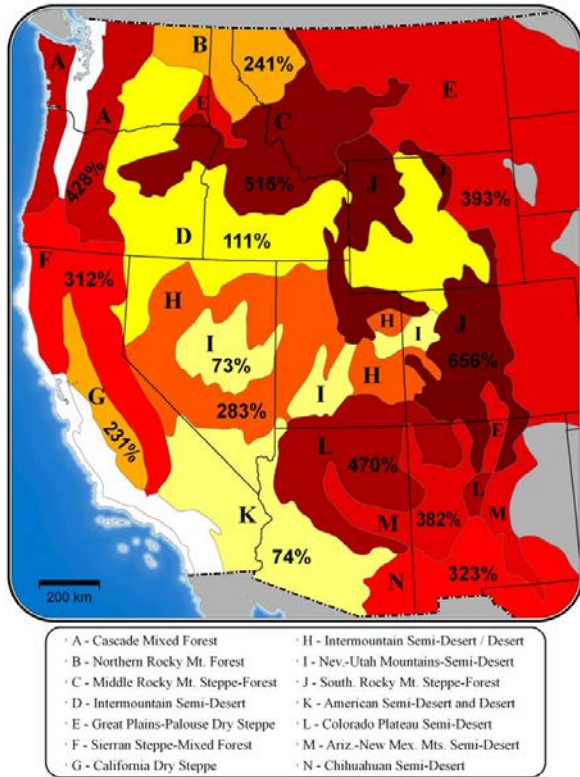 B
A
241%
E
E
A
C
J
J
428%
515%
393%
D
111%
F
312%
H
H
J
I
I
73%
656%
H
G
I
283%
231%
E
L
470%
L
K
M
382%
M
74%
N
323%
200 km
A - Cascade Mixed Forest
B - Northern Rocky Mt. Forest
C - Middle Rocky Mt. Steppe-Forest
D - Intermountain Semi-Desert
E - Great Plains-Palouse Dry Steppe
F - Sierran Steppe-Mixed Forest
G - California Dry Steppe
H - Intermountain Semi-Desert / Desert
I - Nev.-Utah Mountains-Semi-Desert
J - South. Rocky Mt. Steppe-Forest
K - American Semi-Desert and Desert
L - Colorado Plateau Semi-Desert
M - Ariz.-New Mex. Mts. Semi-Desert
N - Chihuahuan Semi-Desert